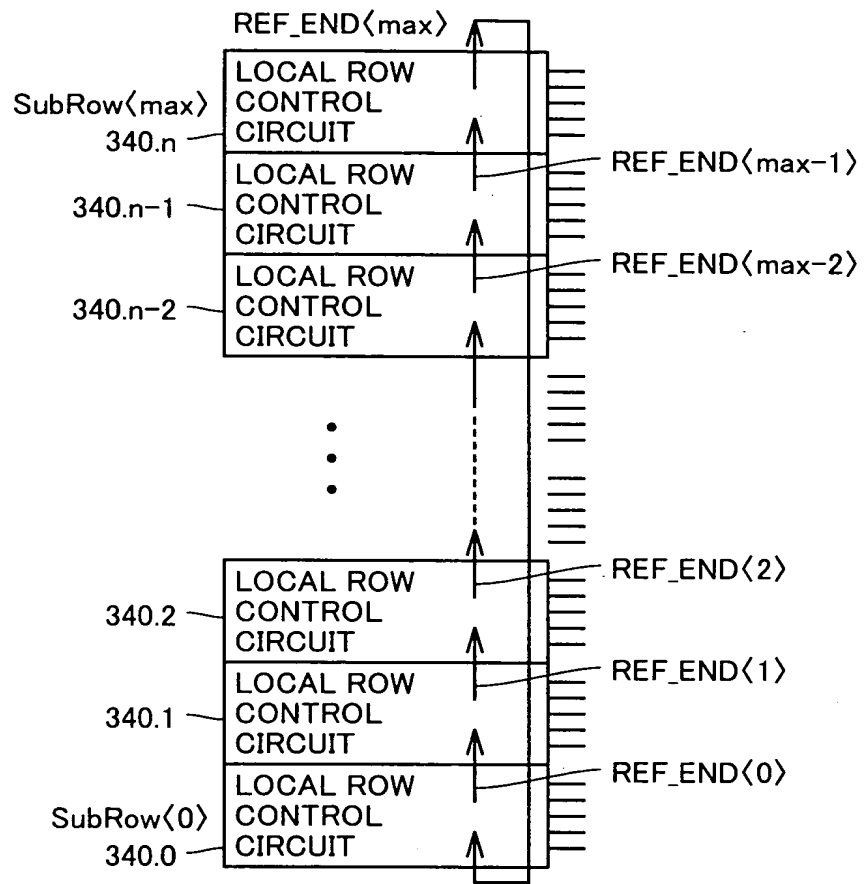 REF_END〈max〉
LOCAL ROW
CONTROL
CIRCUIT
SubRow〈max〉
340.n
REF_END〈max-1〉
LOCAL ROW
CONTROL
CIRCUIT
340.n-1
REF_END〈max-2〉
LOCAL ROW
CONTROL
CIRCUIT
340.n-2
LOCAL ROW
CONTROL
CIRCUIT
340.2
REF_END〈2〉
LOCAL ROW
CONTROL
CIRCUIT
340.1
REF_END〈1〉
LOCAL ROW
CONTROL
CIRCUIT
SubRow〈0〉
340.0
REF_END〈0〉